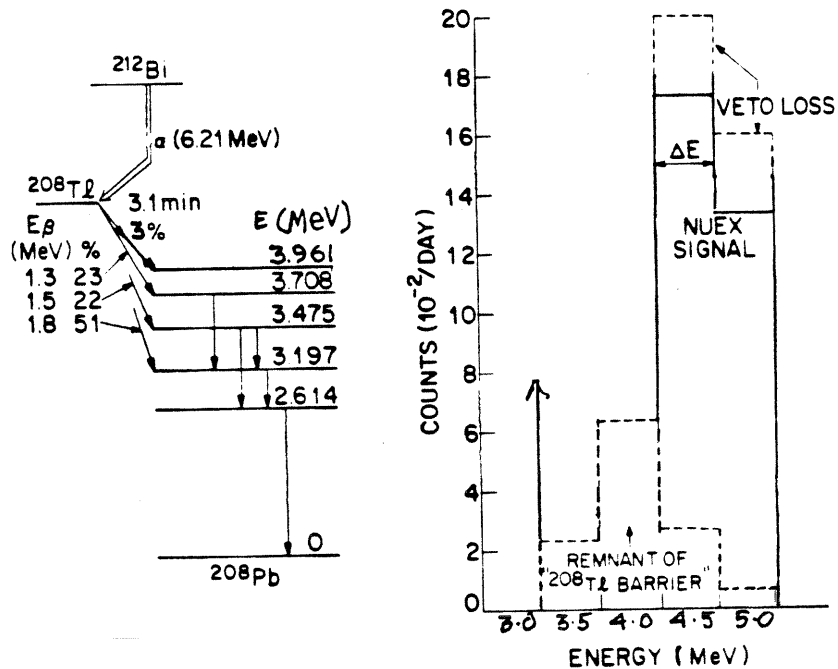 212Bi
α (6.21 MeV)
208Tl
3.1 min
3%
Eβ
(MeV) %
1.3 23
1.5 22
1.8 51
E (MeV)
3.961
3.708
3.475
3.197
2.614
0
208Pb
COUNTS (10-2/DAY)
20
18
16
14
12
10
8
6
4
2
0
VETO LOSS
ΔE
NUEX
SIGNAL
REMNANT OF
"208Tl BARRIER"
3.0 3.5 4.0 4.5 5.0
ENERGY (MeV)